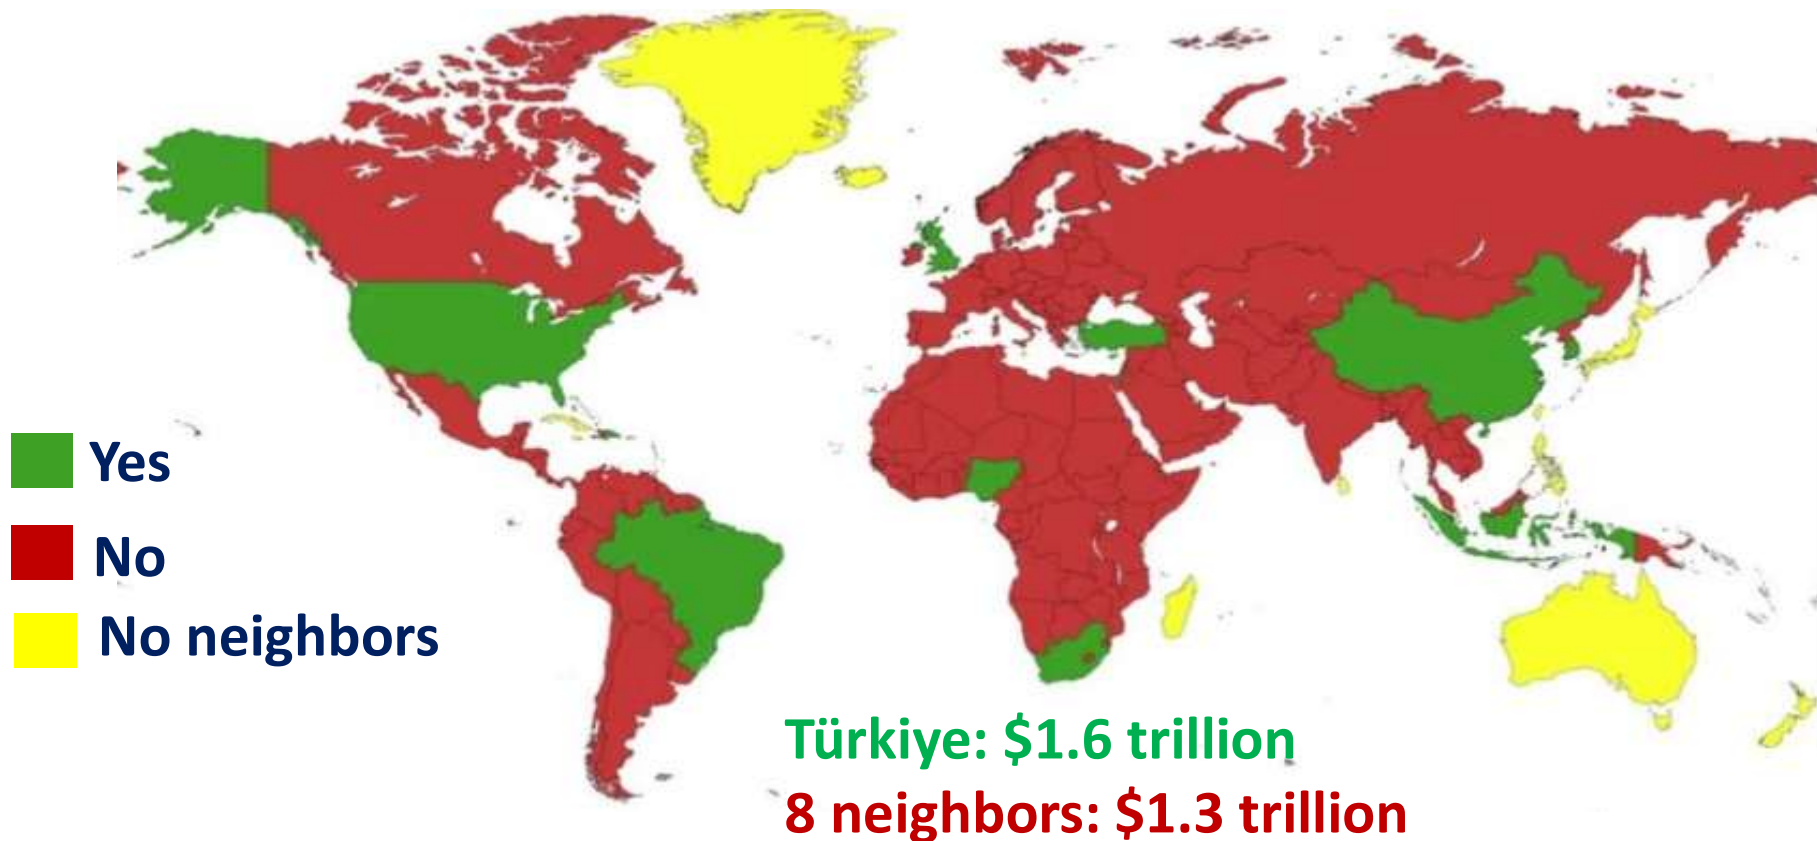 Yes
No
No neighbors
Türkiye: $1.6 trillion
8 neighbors: $1.3 trillion